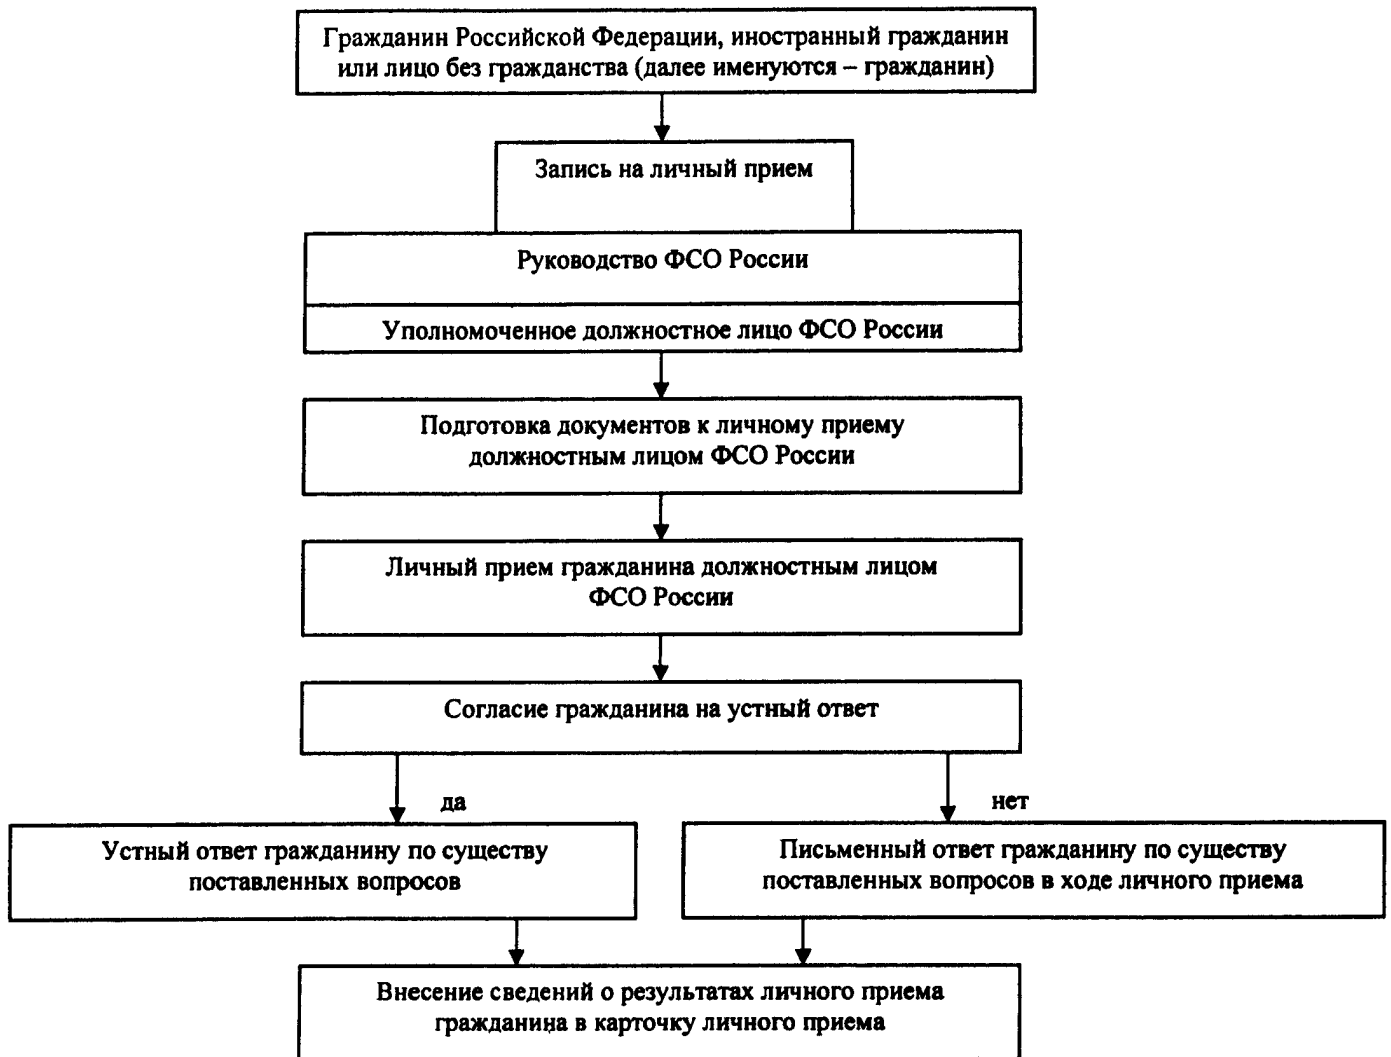 Гражданин Российской Федерации, иностранный гражданин
или лицо без гражданства (далее именуются – гражданин)
Запись на личный прием
Руководство ФСО России
Уполномоченное должностное лицо ФСО России
Подготовка документов к личному приему
должностным лицом ФСО России
Личный прием гражданина должностным лицом
ФСО России
Согласие гражданина на устный ответ
да
нет
Устный ответ гражданину по существу
поставленных вопросов
Письменный ответ гражданину по существу
поставленных вопросов в ходе личного приема
Внесение сведений о результатах личного приема
гражданина в карточку личного приема